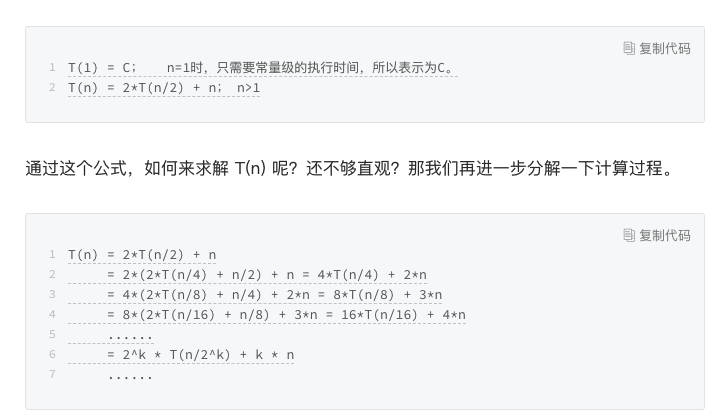 复制代码
1 T(1) = C;    n=1时，只需要常量级的执行时间，所以表示为C。
2 T(n) = 2*T(n/2) + n;  n>1
通过这个公式，如何来求解 T(n) 呢？还不够直观？那我们再进一步分解一下计算过程。
复制代码
1 T(n) = 2*T(n/2) + n
2      = 2*(2*T(n/4) + n/2) + n = 4*T(n/4) + 2*n
3      = 4*(2*T(n/8) + n/4) + 2*n = 8*T(n/8) + 3*n
4      = 8*(2*T(n/16) + n/8) + 3*n = 16*T(n/16) + 4*n
5      ......
6      = 2^k * T(n/2^k) + k * n
7      ......